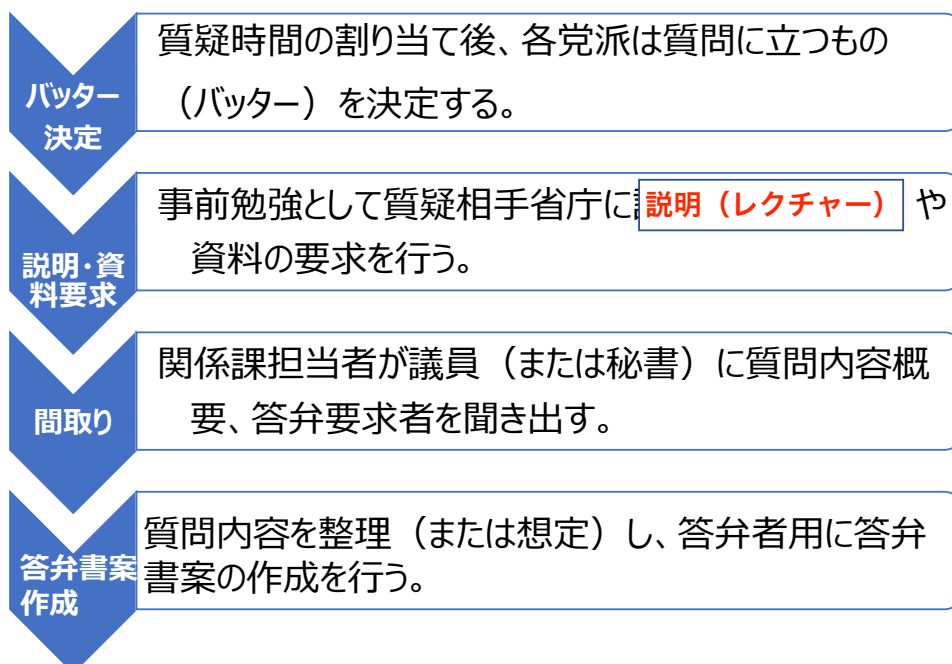 質疑時間の割り当て後、各党派は質問に立つもの
（バッター）を決定する。
バッター
決定
事前勉強として質疑相手省庁に説明（レクチャー）や
資料の要求を行う。
説明・資
料要求
関係課担当者が議員（または秘書）に質問内容概
要、答弁要求者を聞き出す。
間取り
質問内容を整理（または想定）し、答弁者用に答弁
書案の作成を行う。
答弁書案
作成